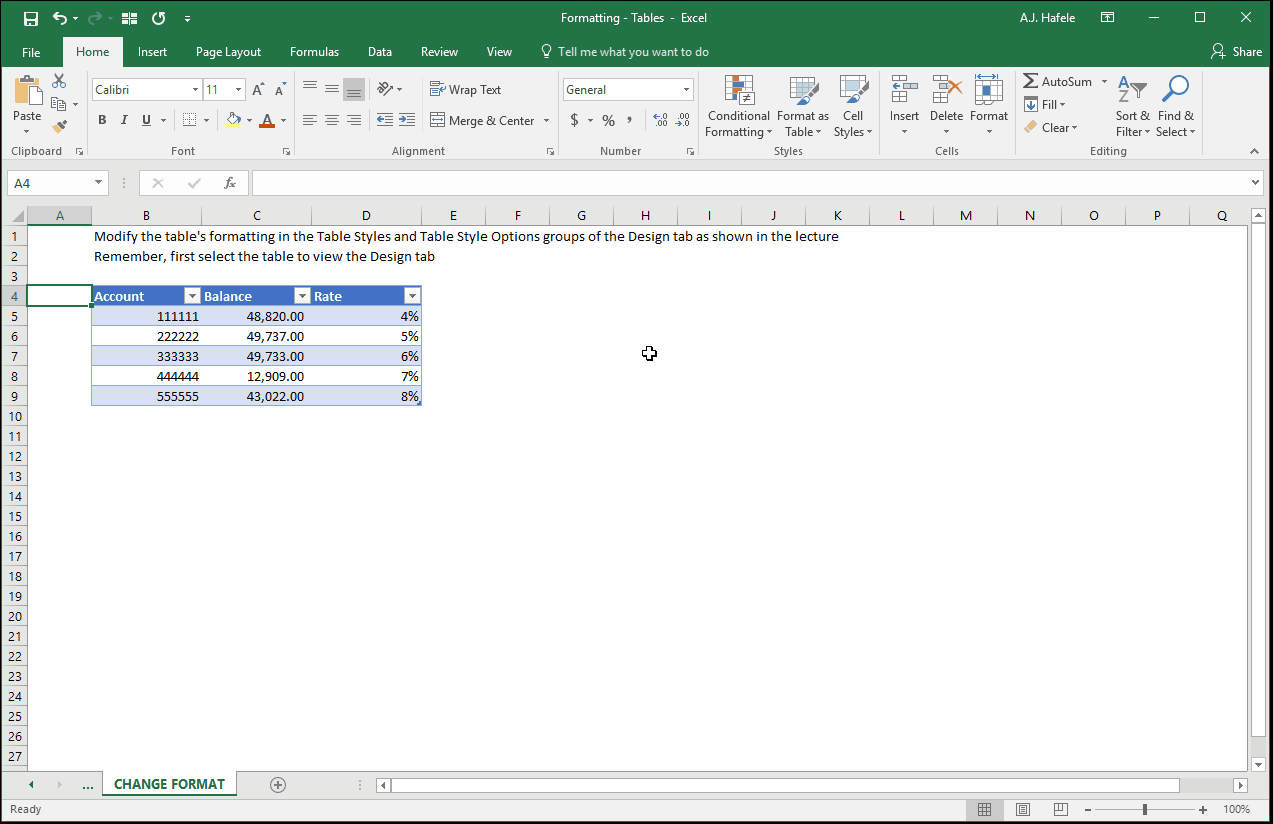 Formatting - Tables - Excel
A.J. Hafele
File Home Insert Page Layout Formulas Data Review View Tell me what you want to do Share
Calibri 11 Wrap Text General AutoSum
Paste B I U Merge & Center $ % , Conditional Formatting Format as Table Cell Styles Insert Delete Format Fill Clear Sort & Filter Find & Select
Clipboard Font Alignment Number Styles Cells Editing
A4 fx
A B C D E F G H I J K L M N O P Q
1 Modify the table's formatting in the Table Styles and Table Style Options groups of the Design tab as shown in the lecture
2 Remember, first select the table to view the Design tab
3
4 Account Balance Rate
5 111111 48,820.00 4%
6 222222 49,737.00 5%
7 333333 49,733.00 6%
8 444444 12,909.00 7%
9 555555 43,022.00 8%
10
11
12
13
14
15
16
17
18
19
20
21
22
23
24
25
26
27
... CHANGE FORMAT
Ready 100%